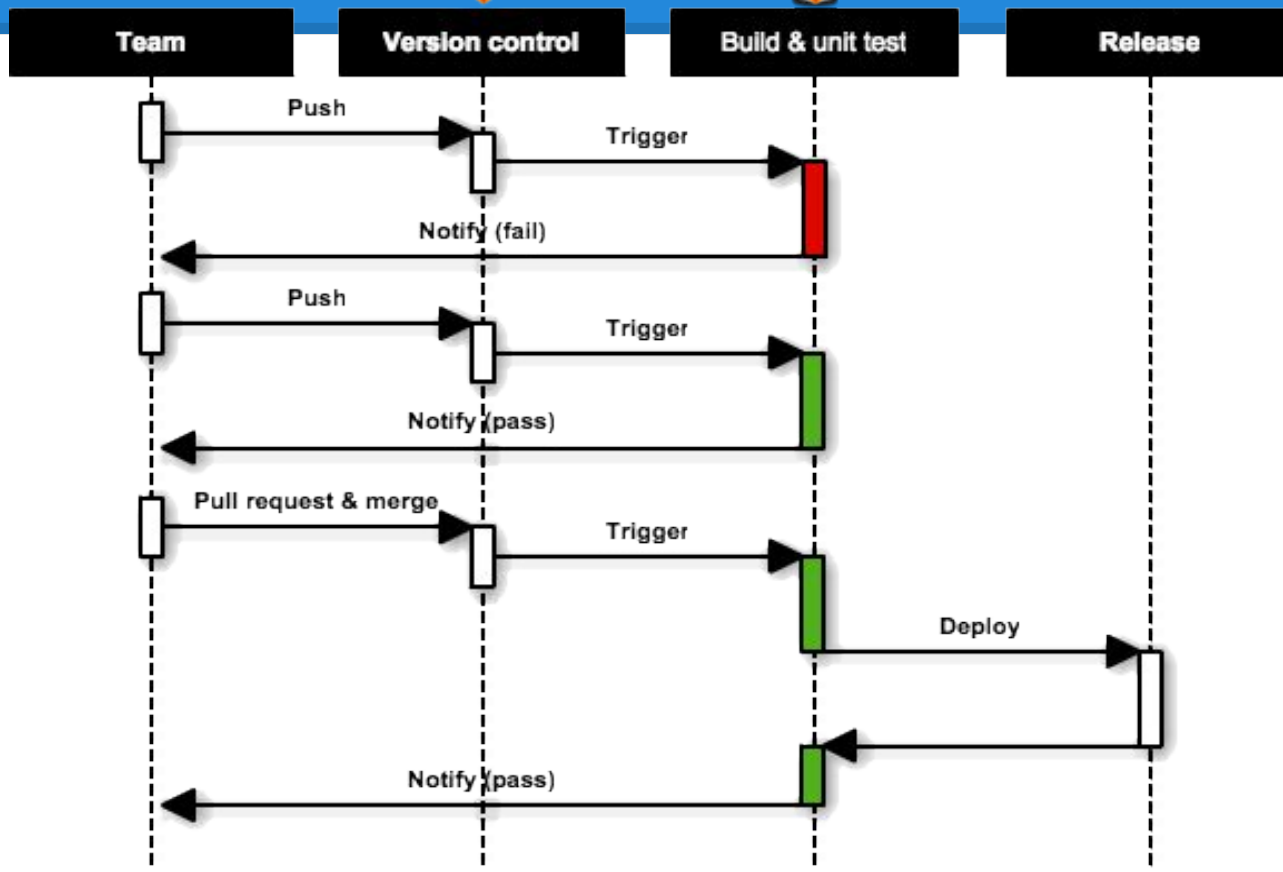 Team
Version control
Build & unit test
Release
Push
Trigger
Notify (fail)
Push
Trigger
Notify (pass)
Pull request & merge
Trigger
Deploy
Notify (pass)